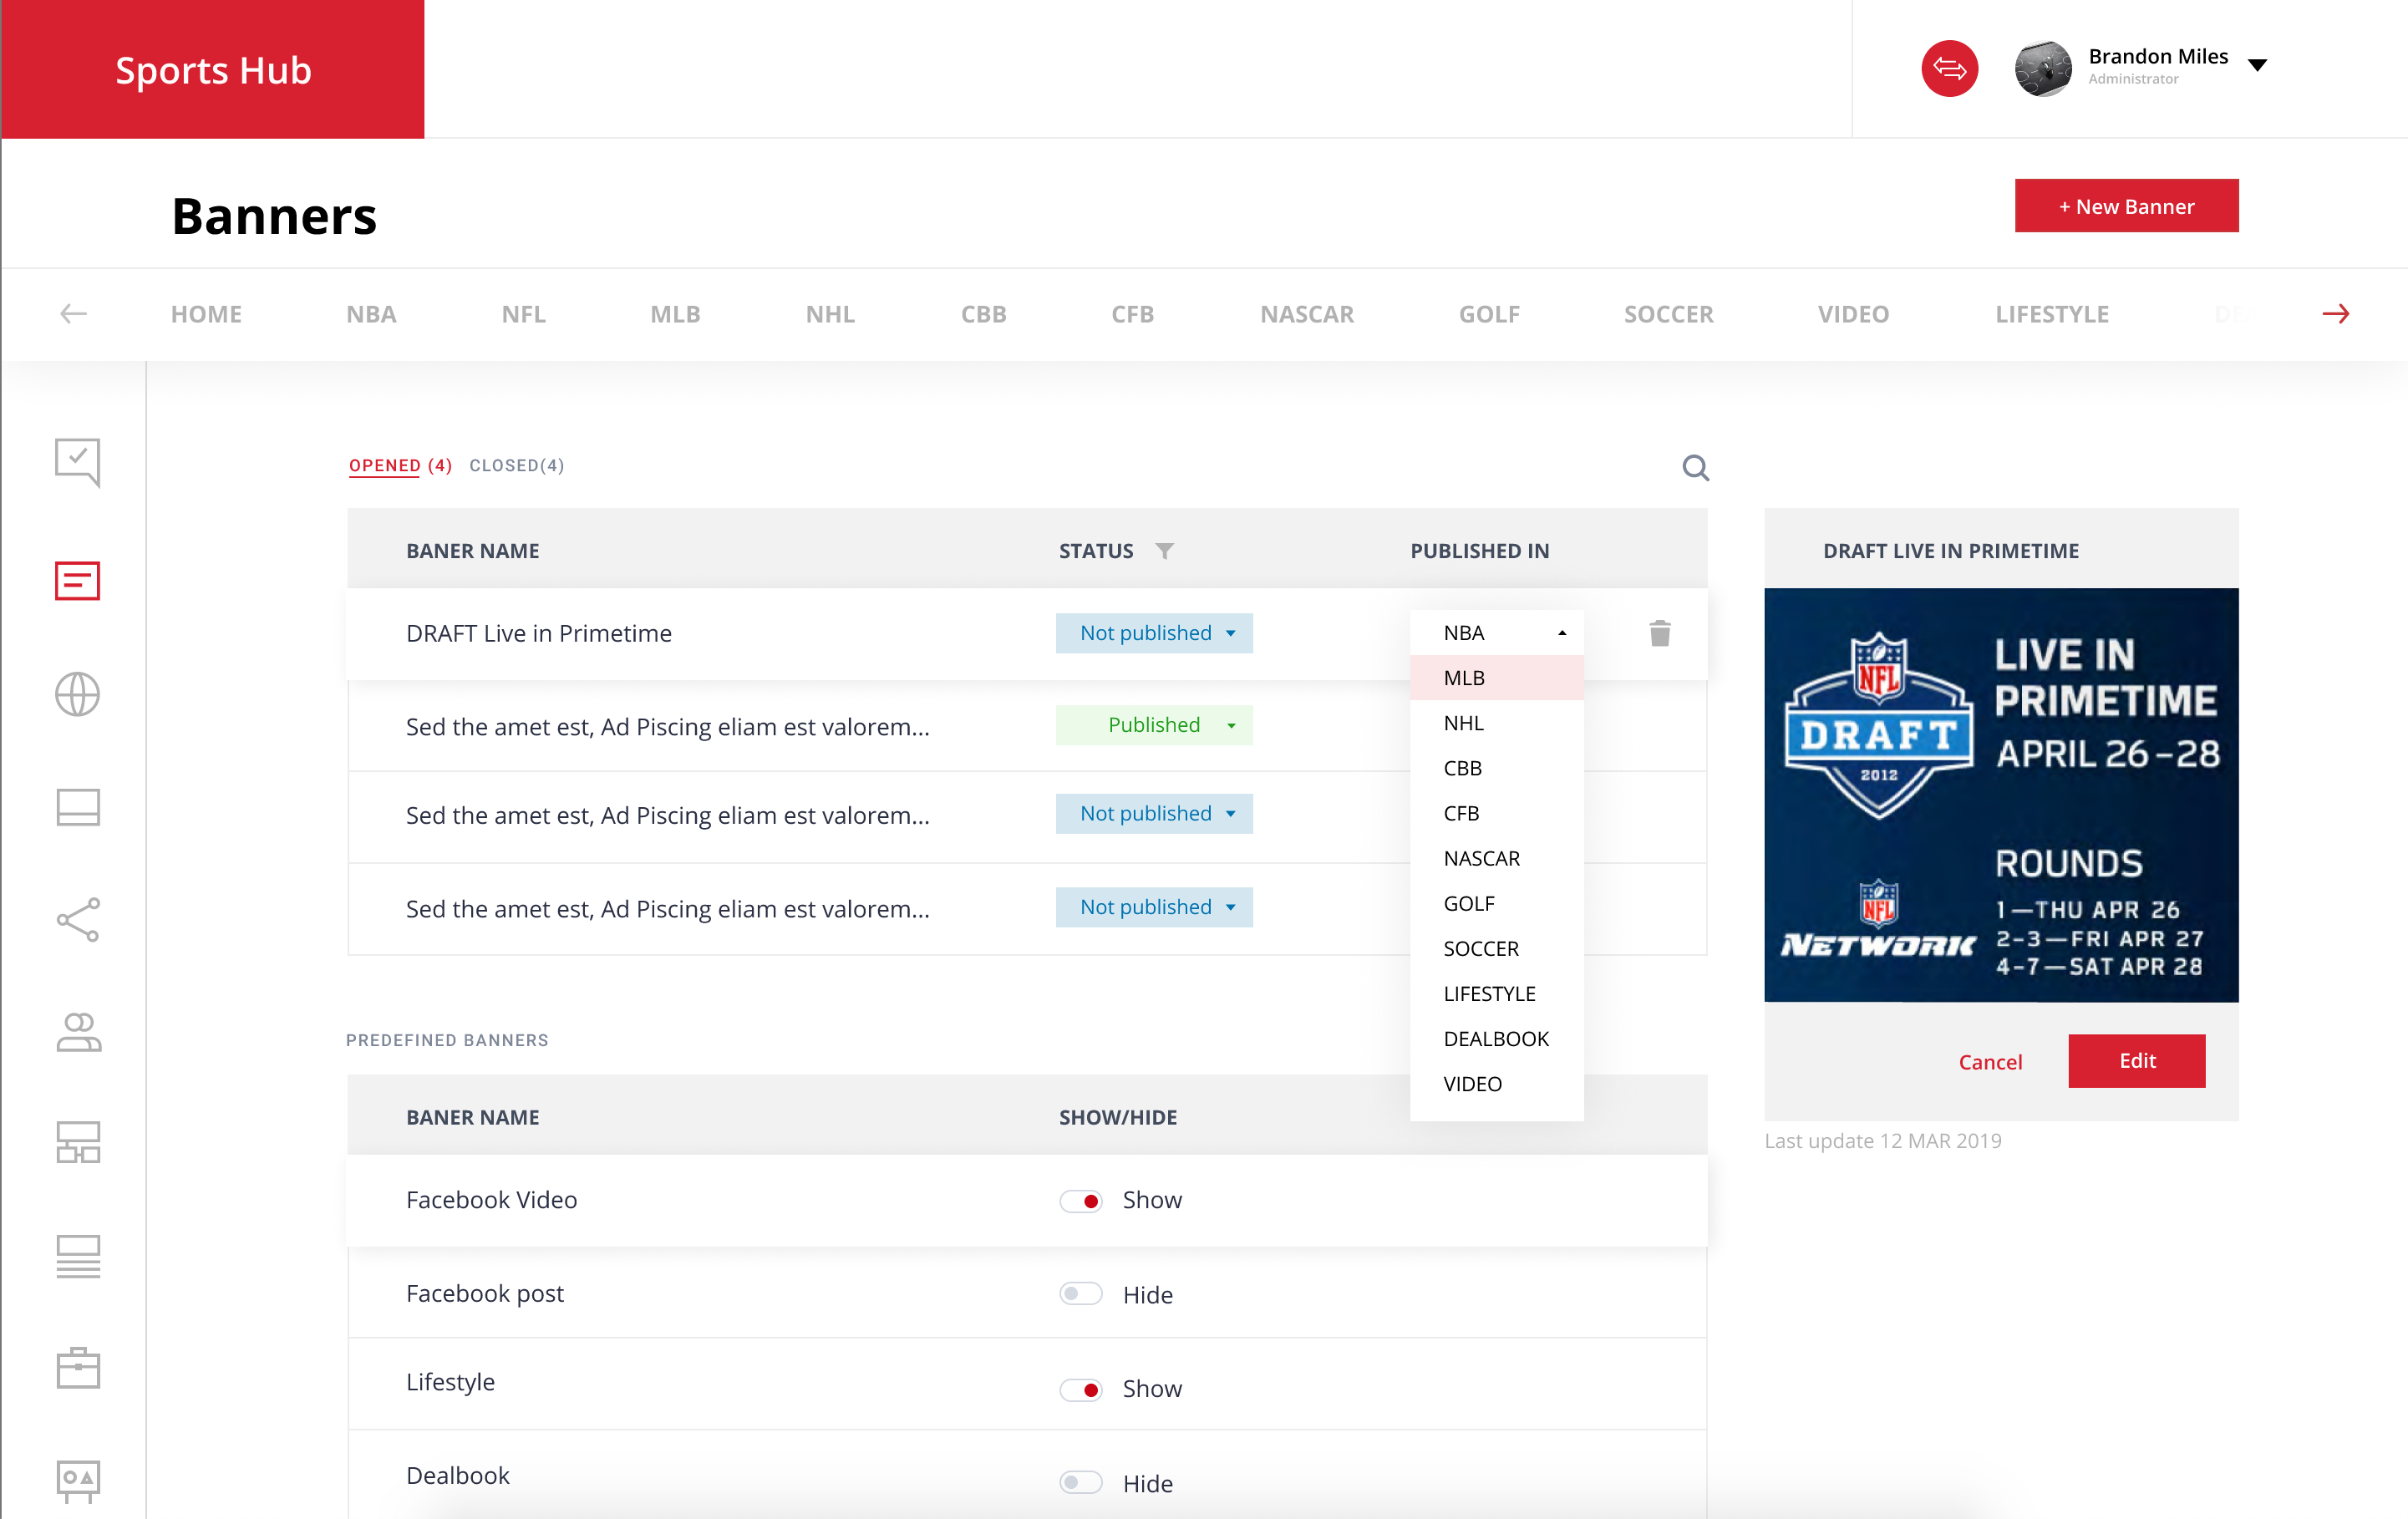 Sports Hub
Brandon Miles
Administrator
Banners
+ New Banner
HOME NBA NFL MLB NHL CBB CFB NASCAR GOLF SOCCER VIDEO LIFESTYLE
OPENED (4) CLOSED(4)
BANER NAME STATUS PUBLISHED IN
DRAFT Live in Primetime Not published NBA
MLB
Sed the amet est, Ad Piscing eliam est valorem... Published NHL
CBB
Sed the amet est, Ad Piscing eliam est valorem... Not published CFB
NASCAR
Sed the amet est, Ad Piscing eliam est valorem... Not published GOLF
SOCCER
LIFESTYLE
DEALBOOK
VIDEO
DRAFT LIVE IN PRIMETIME
NFL
DRAFT
2012
LIVE IN
PRIMETIME
APRIL 26–28
NFL
NETWORK
ROUNDS
1—THU APR 26
2–3—FRI APR 27
4–7—SAT APR 28
Cancel Edit
Last update 12 MAR 2019
PREDEFINED BANNERS
BANER NAME SHOW/HIDE
Facebook Video Show
Facebook post Hide
Lifestyle Show
Dealbook Hide